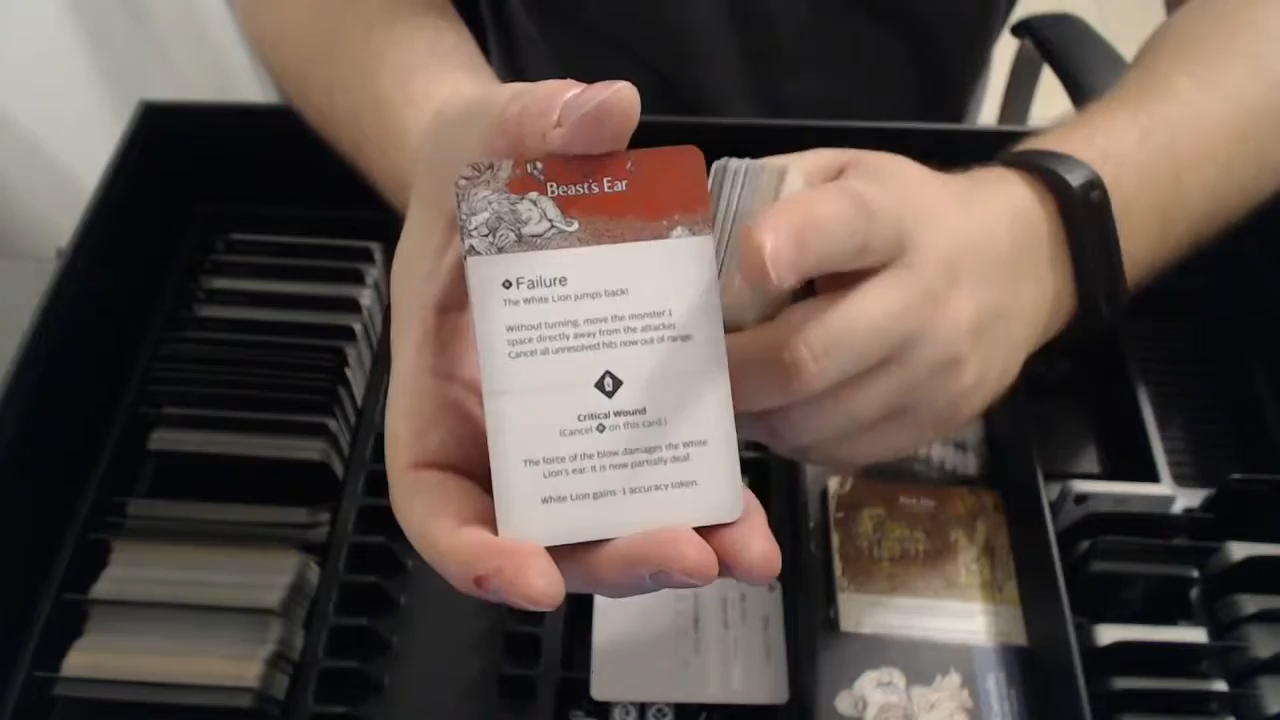 Beast's Ear
Failure
The White Lion jumps back!
Without turning, move the monster 1
space directly away from the attacker.
Cancel all unresolved hits now out of range.
Critical Wound
(Cancel on this card.)
The force of the blow damages the White
Lion's ear. It is now partially deaf.
White Lion gains -1 accuracy token.